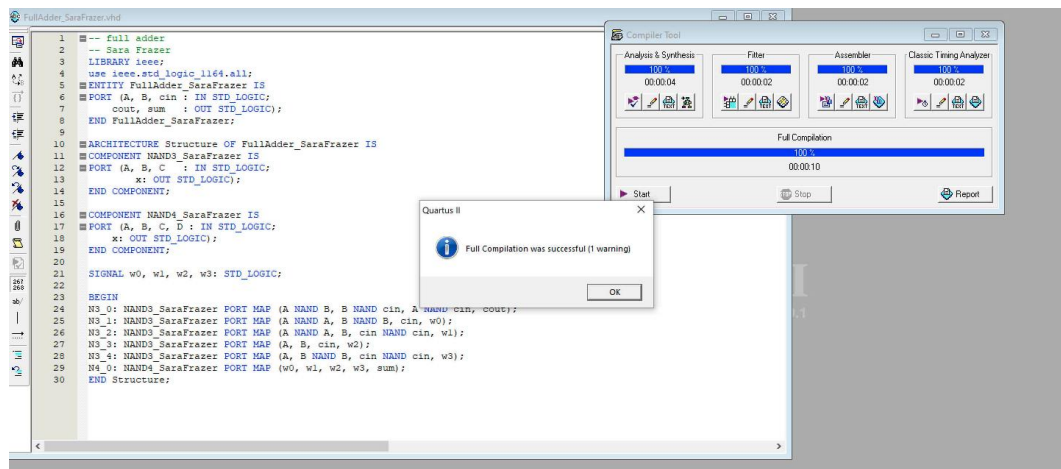 FullAdder_SaraFrazer.vhd
1 -- full adder
2 -- Sara Frazer
3 LIBRARY ieee;
4 use ieee.std_logic_1164.all;
5 ENTITY FullAdder_SaraFrazer IS
6 PORT (A, B, cin : IN STD_LOGIC;
7 cout, sum : OUT STD_LOGIC);
8 END FullAdder_SaraFrazer;
9
10 ARCHITECTURE Structure OF FullAdder_SaraFrazer IS
11 COMPONENT NAND3_SaraFrazer IS
12 PORT (A, B, C : IN STD_LOGIC;
13 x: OUT STD_LOGIC);
14 END COMPONENT;
15
16 COMPONENT NAND4_SaraFrazer IS
17 PORT (A, B, C, D : IN STD_LOGIC;
18 x: OUT STD_LOGIC);
19 END COMPONENT;
20
21 SIGNAL w0, w1, w2, w3: STD_LOGIC;
22
23 BEGIN
24 N3_0: NAND3_SaraFrazer PORT MAP (A NAND B, B NAND cin, A NAND cin, cout);
25 N3_1: NAND3_SaraFrazer PORT MAP (A NAND A, B NAND B, cin, w0);
26 N3_2: NAND3_SaraFrazer PORT MAP (A NAND A, B, cin NAND cin, w1);
27 N3_3: NAND3_SaraFrazer PORT MAP (A, B, cin, w2);
28 N3_4: NAND3_SaraFrazer PORT MAP (A, B NAND B, cin NAND cin, w3);
29 N4_0: NAND4_SaraFrazer PORT MAP (w0, w1, w2, w3, sum);
30 END Structure;
267
268
ab/
Compiler Tool
Analysis & Synthesis Fitter Assembler Classic Timing Analyzer
100 % 100 % 100 % 100 %
00:00:04 00:00:02 00:00:02 00:00:02
TEXT TEXT TEXT
Full Compilation
100 %
00:00:10
Start Stop Report
Quartus II
Full Compilation was successful (1 warning)
OK